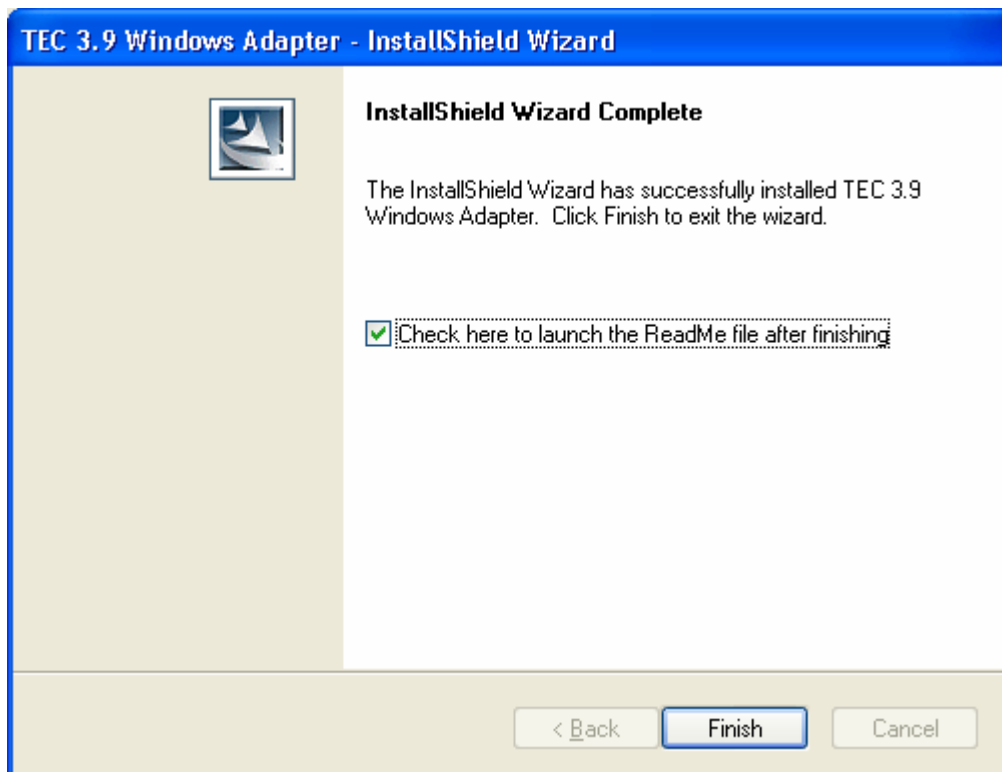 TEC 3.9 Windows Adapter - InstallShield Wizard
InstallShield Wizard Complete
The InstallShield Wizard has successfully installed TEC 3.9
Windows Adapter. Click Finish to exit the wizard.
Check here to launch the ReadMe file after finishing
< Back Finish Cancel